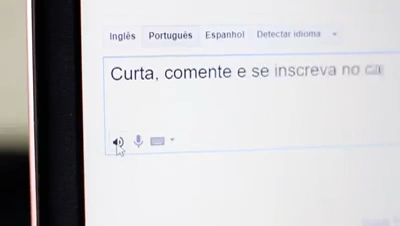 Inglês Português Espanhol Detectar idioma
Curta, comente e se inscreva no